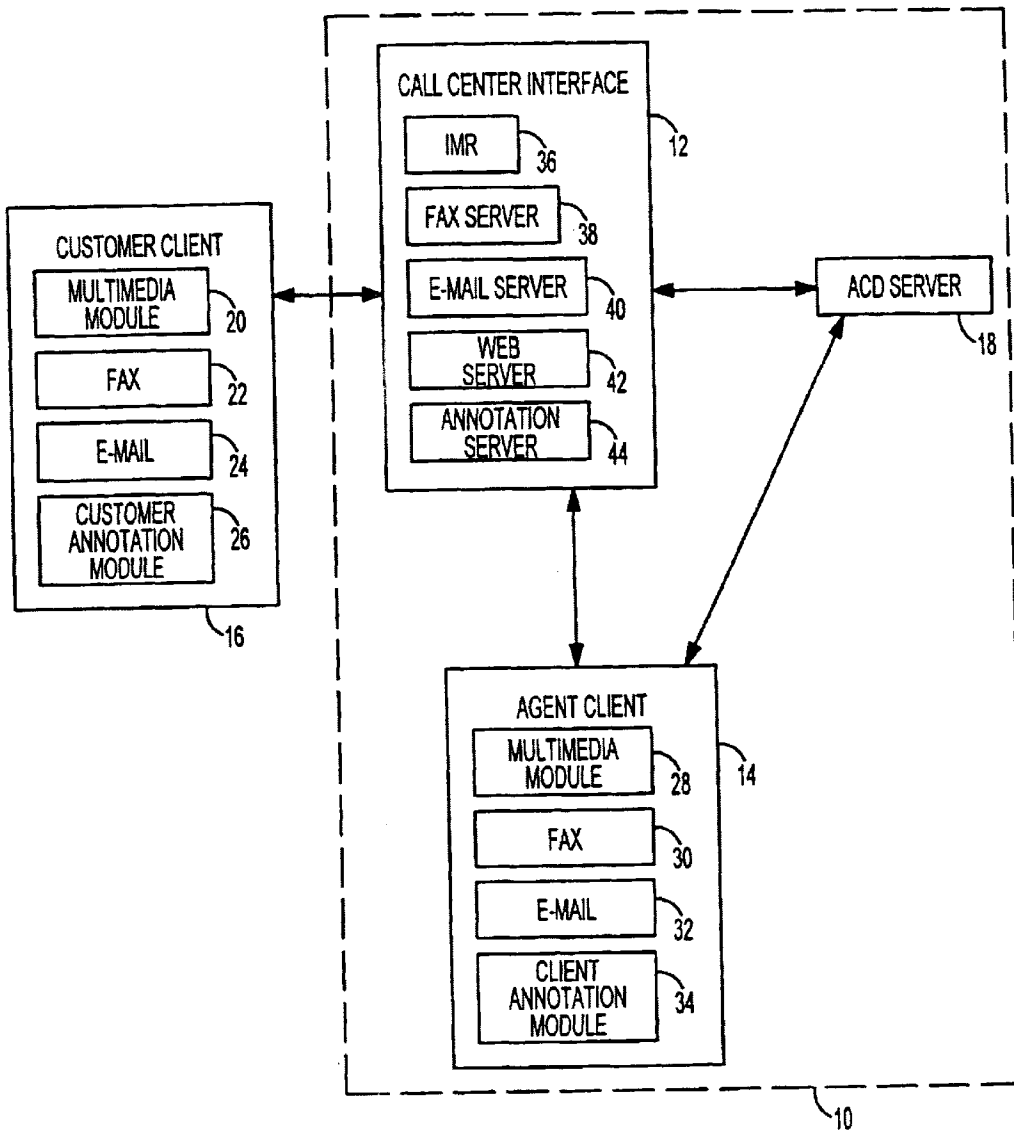 CALL CENTER INTERFACE
12
IMR
36
FAX SERVER
38
E-MAIL SERVER
40
WEB
SERVER
42
ANNOTATION
SERVER
44
CUSTOMER CLIENT
MULTIMEDIA
MODULE
20
FAX
22
E-MAIL
24
CUSTOMER
ANNOTATION
MODULE
26
16
ACD SERVER
18
AGENT CLIENT
14
MULTIMEDIA
MODULE
28
FAX
30
E-MAIL
32
CLIENT
ANNOTATION
MODULE
34
10